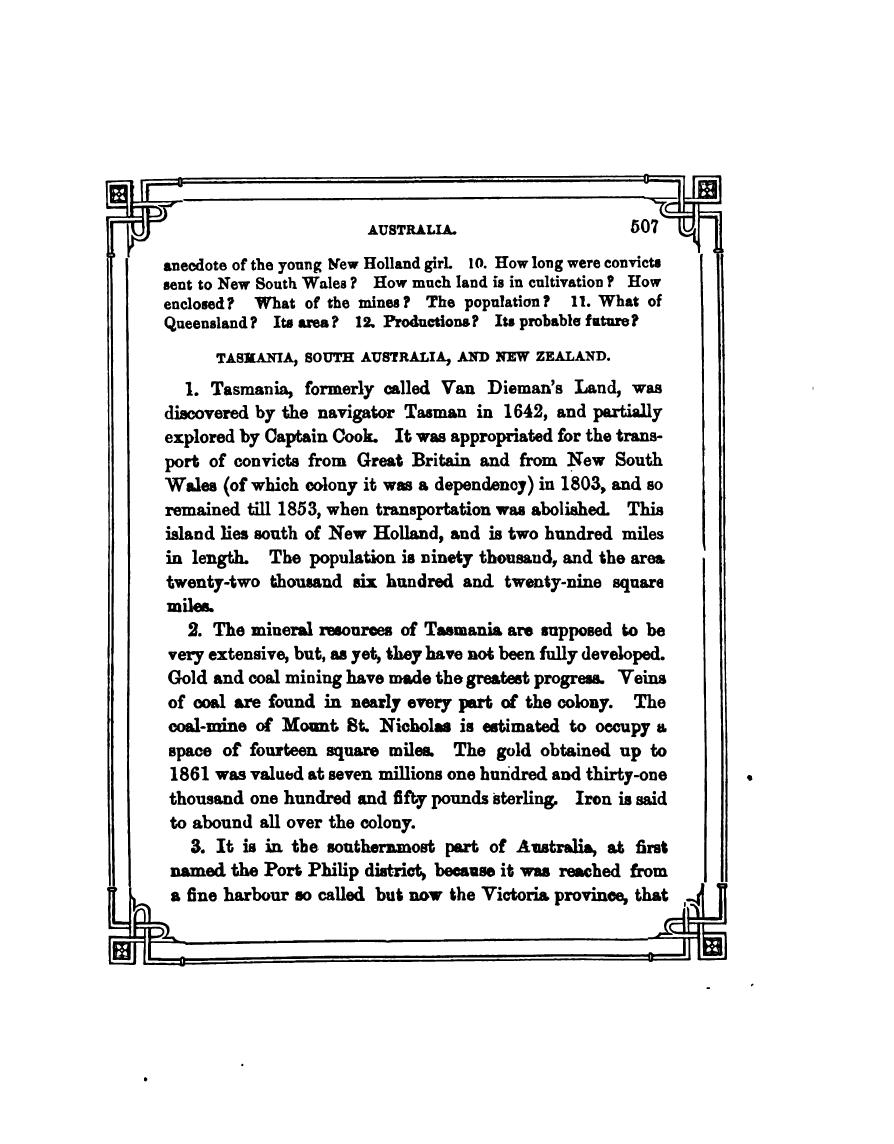 AUSTRALIA. 507
anecdote of the young New Holland girl. 10. How long were convicts
sent to New South Wales? How much land is in cultivation? How
enclosed? What of the mines? The population? 11. What of
Queensland? Its area? 12. Productions? Its probable future?
TASMANIA, SOUTH AUSTRALIA, AND NEW ZEALAND.
1. Tasmania, formerly called Van Dieman's Land, was
discovered by the navigator Tasman in 1642, and partially
explored by Captain Cook. It was appropriated for the trans-
port of convicts from Great Britain and from New South
Wales (of which colony it was a dependency) in 1803, and so
remained till 1853, when transportation was abolished. This
island lies south of New Holland, and is two hundred miles
in length. The population is ninety thousand, and the area
twenty-two thousand six hundred and twenty-nine square
miles.
2. The mineral resources of Tasmania are supposed to be
very extensive, but, as yet, they have not been fully developed.
Gold and coal mining have made the greatest progress. Veins
of coal are found in nearly every part of the colony. The
coal-mine of Mount St. Nicholas is estimated to occupy a
space of fourteen square miles. The gold obtained up to
1861 was valued at seven millions one hundred and thirty-one
thousand one hundred and fifty pounds sterling. Iron is said
to abound all over the colony.
3. It is in the southernmost part of Australia, at first
named the Port Philip district, because it was reached from
a fine harbour so called but now the Victoria province, that